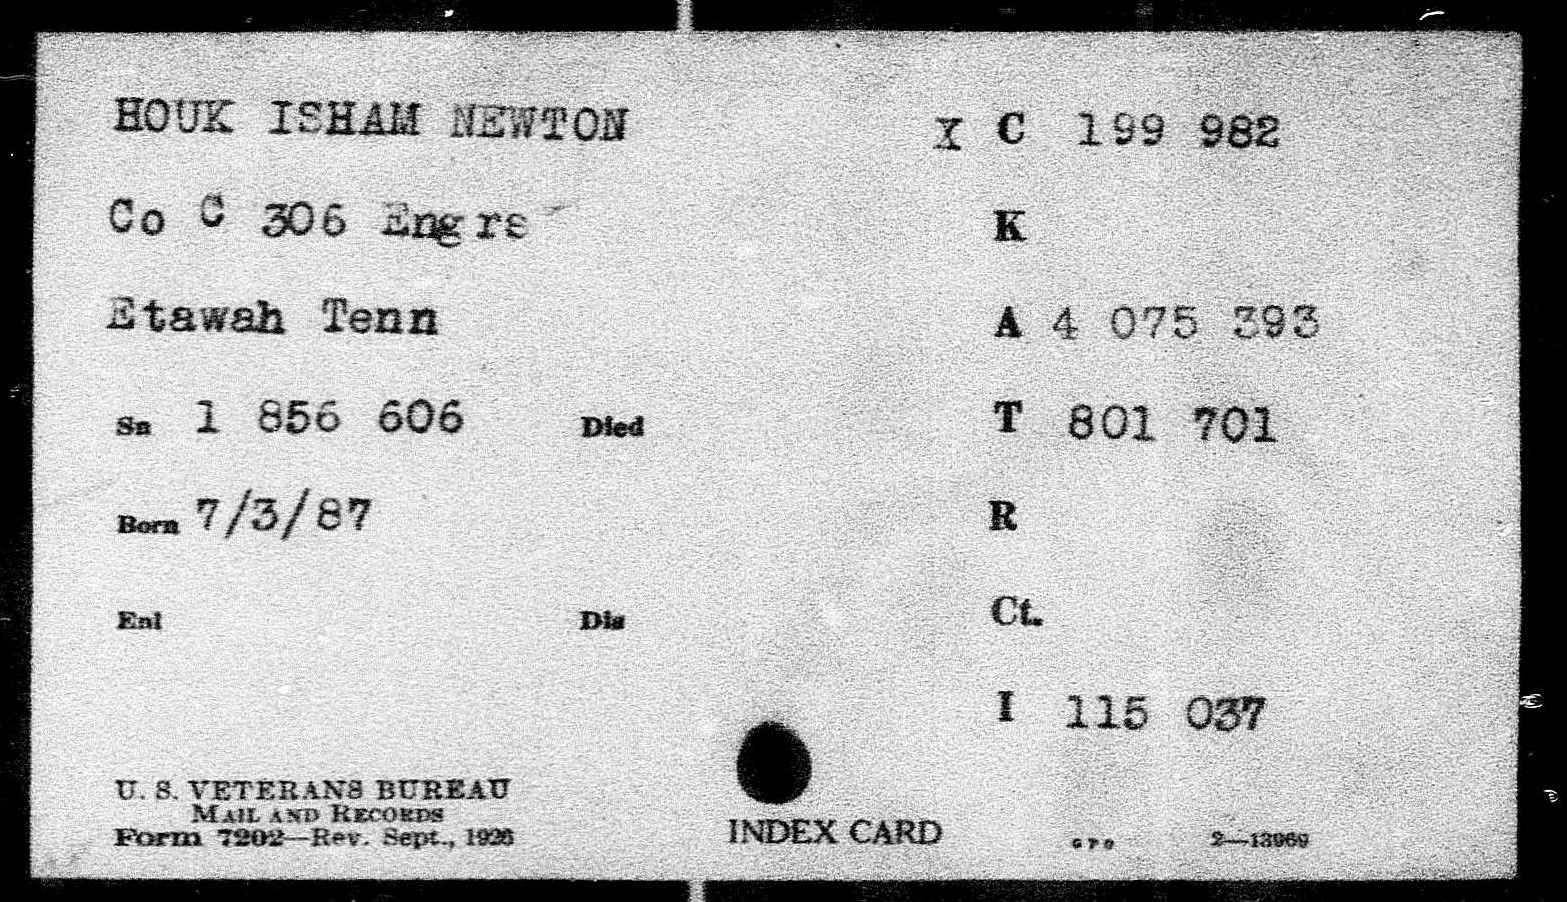 HOUK ISHAM NEWTON
X C 199 982
Co C 306 Engrs
K
Etawah Tenn
A 4 075 393
Sn 1 856 606 Died
T 801 701
Born 7/3/87
R
Enl Dis
Ct.
I 115 037
U. S. VETERANS BUREAU
MAIL AND RECORDS
Form 7202—Rev. Sept., 1926
INDEX CARD
GPO 2—13969